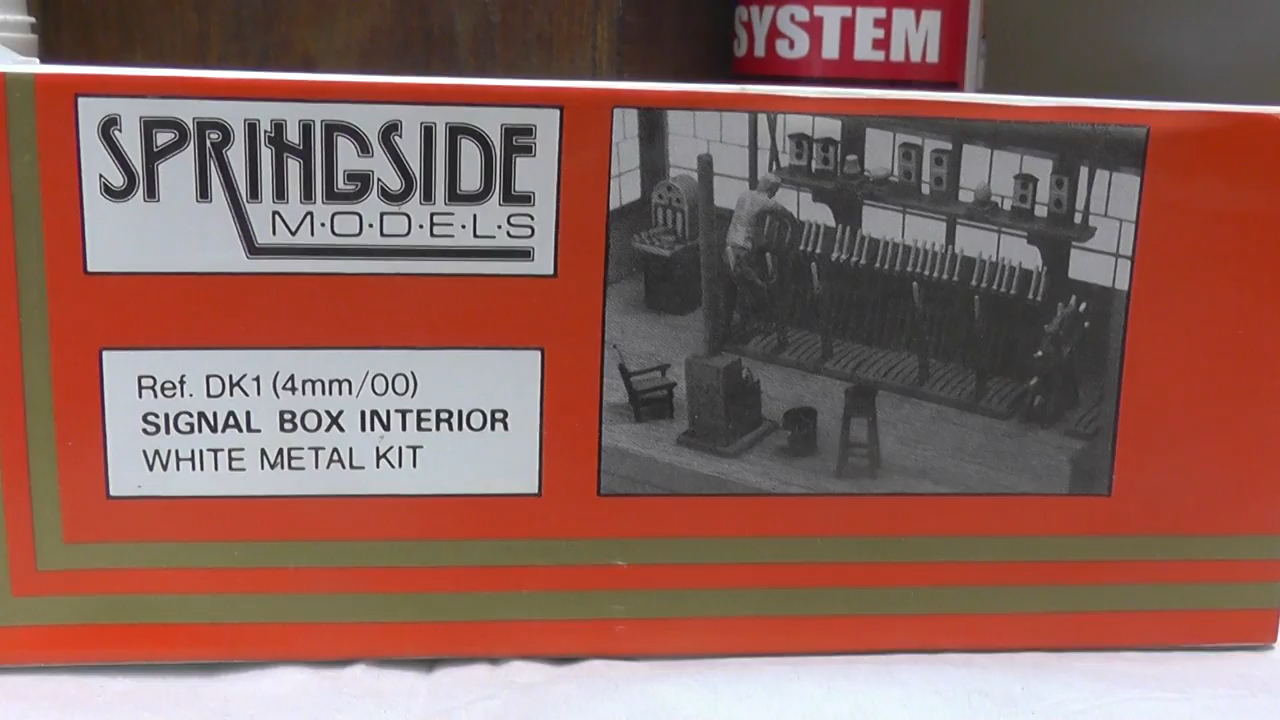 SYSTEM
SPRINGSIDE
M·O·D·E·L·S
Ref. DK1 (4mm/00)
SIGNAL BOX INTERIOR
WHITE METAL KIT